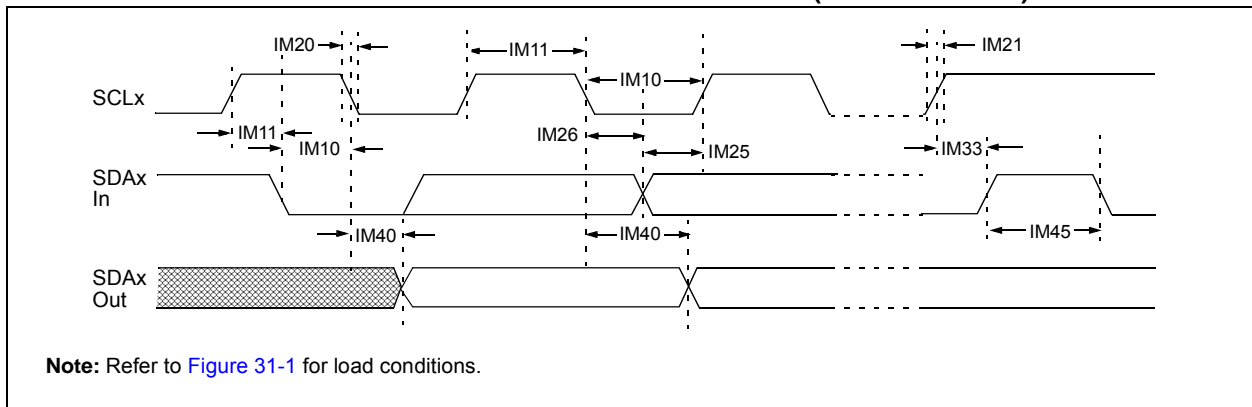 IM20
IM11
IM21
IM10
SCLx
IM11
IM26
IM10
IM25
IM33
SDAx
In
IM40
IM40
IM45
SDAx
Out
Note: Refer to Figure 31-1 for load conditions.